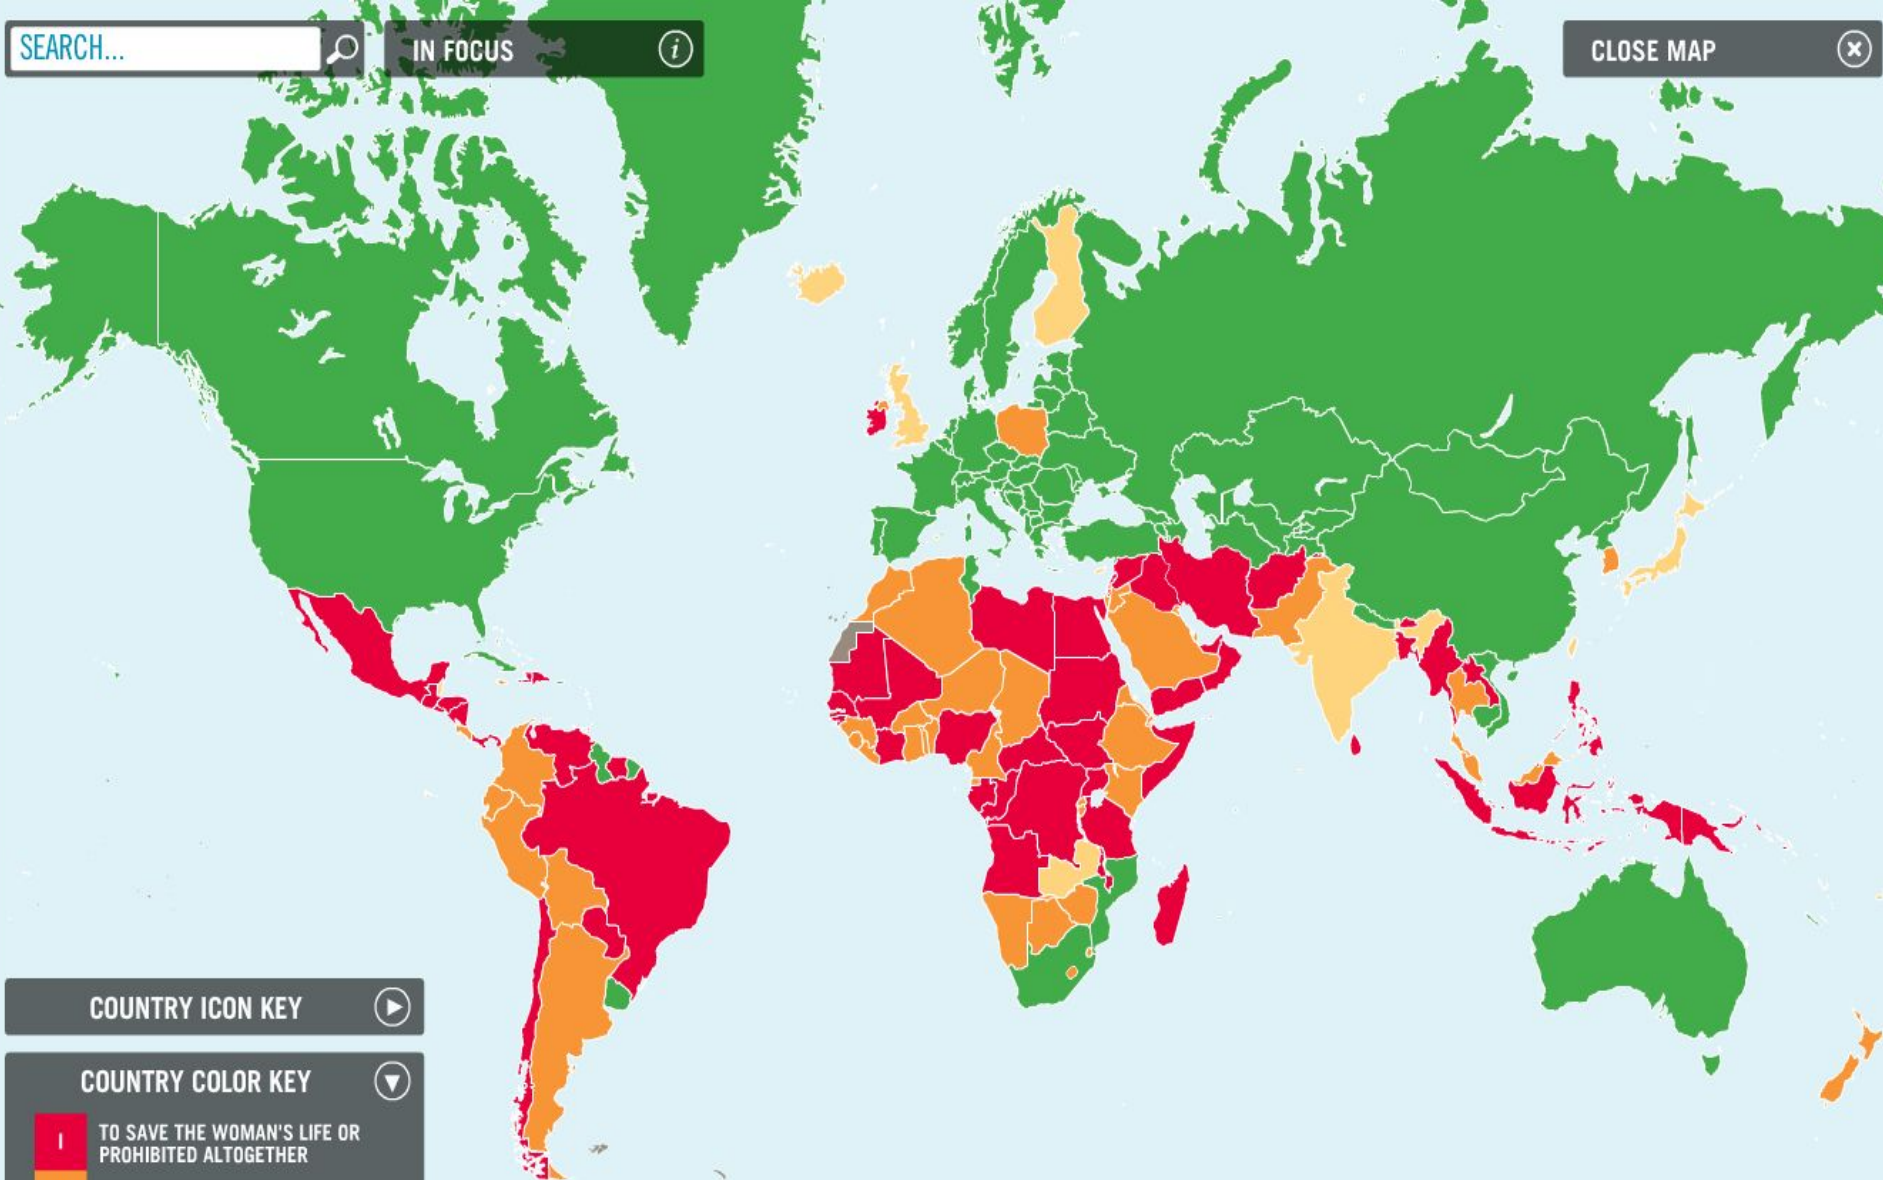 SEARCH...
IN FOCUS
i
CLOSE MAP
COUNTRY ICON KEY
COUNTRY COLOR KEY
I
TO SAVE THE WOMAN'S LIFE OR
PROHIBITED ALTOGETHER